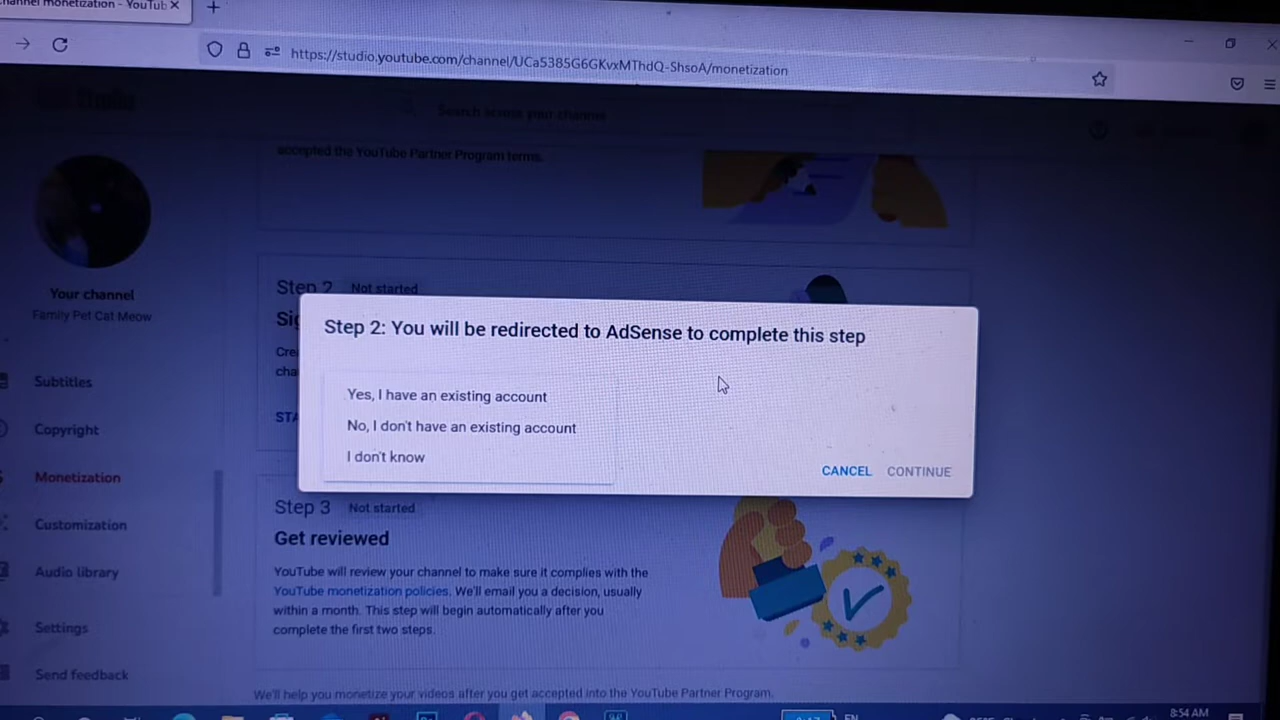 hannel monetization - YouTub
https://studio.youtube.com/channel/UCa5385G6GKvxMThdQ-ShsoA/monetization
Search across your channel
accepted the YouTube Partner Program terms.
Your channel
Family Pet Cat Meow
Subtitles
Copyright
Monetization
Customization
Audio library
Settings
Send feedback
Step 2 Not started
Step 2: You will be redirected to AdSense to complete this step
Yes, I have an existing account
No, I don't have an existing account
I don't know
CANCEL CONTINUE
Step 3 Not started
Get reviewed
YouTube will review your channel to make sure it complies with the
YouTube monetization policies. We'll email you a decision, usually
within a month. This step will begin automatically after you
complete the first two steps.
We'll help you monetize your videos after you get accepted into the YouTube Partner Program.
EN
8:54 AM